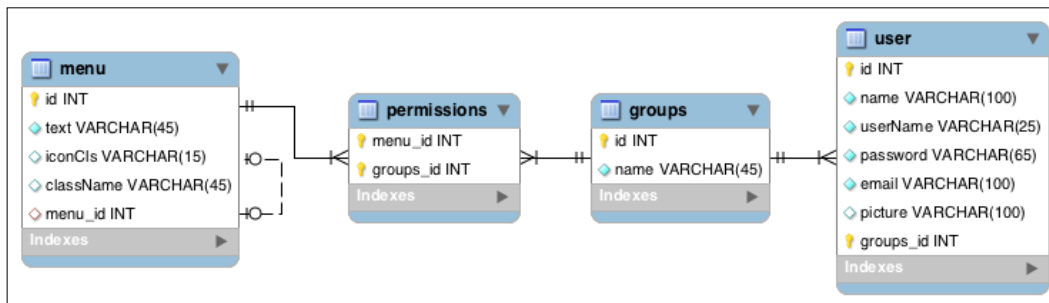 menu
id INT
text VARCHAR(45)
iconCls VARCHAR(15)
className VARCHAR(45)
menu_id INT
Indexes
permissions
menu_id INT
groups_id INT
Indexes
groups
id INT
name VARCHAR(45)
Indexes
user
id INT
name VARCHAR(100)
userName VARCHAR(25)
password VARCHAR(65)
email VARCHAR(100)
picture VARCHAR(100)
groups_id INT
Indexes